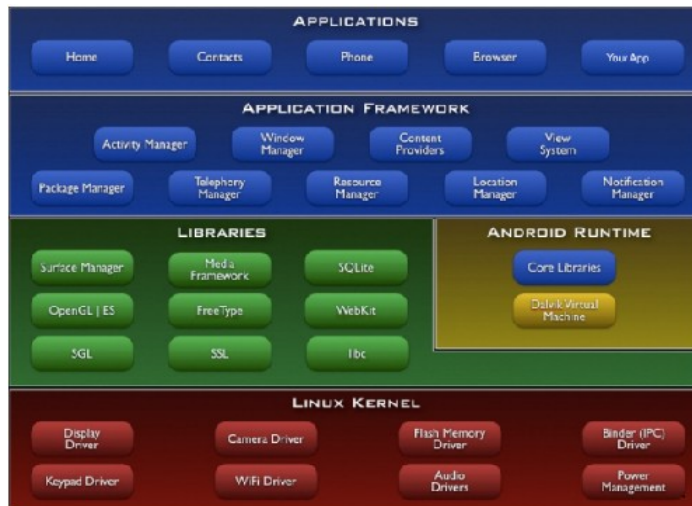 APPLICATIONS
Home
Contacts
Phone
Browser
Your App
APPLICATION FRAMEWORK
Activity Manager
Window
Manager
Content
Providers
View
System
Package Manager
Telephony
Manager
Resource
Manager
Location
Manager
Notification
Manager
LIBRARIES
Surface Manager
Media
Framework
SQLite
OpenGL | ES
FreeType
WebKit
SGL
SSL
libc
ANDROID RUNTIME
Core Libraries
Dalvik Virtual
Machine
LINUX KERNEL
Display
Driver
Camera Driver
Flash Memory
Driver
Binder (IPC)
Driver
Keypad Driver
WiFi Driver
Audio
Drivers
Power
Management